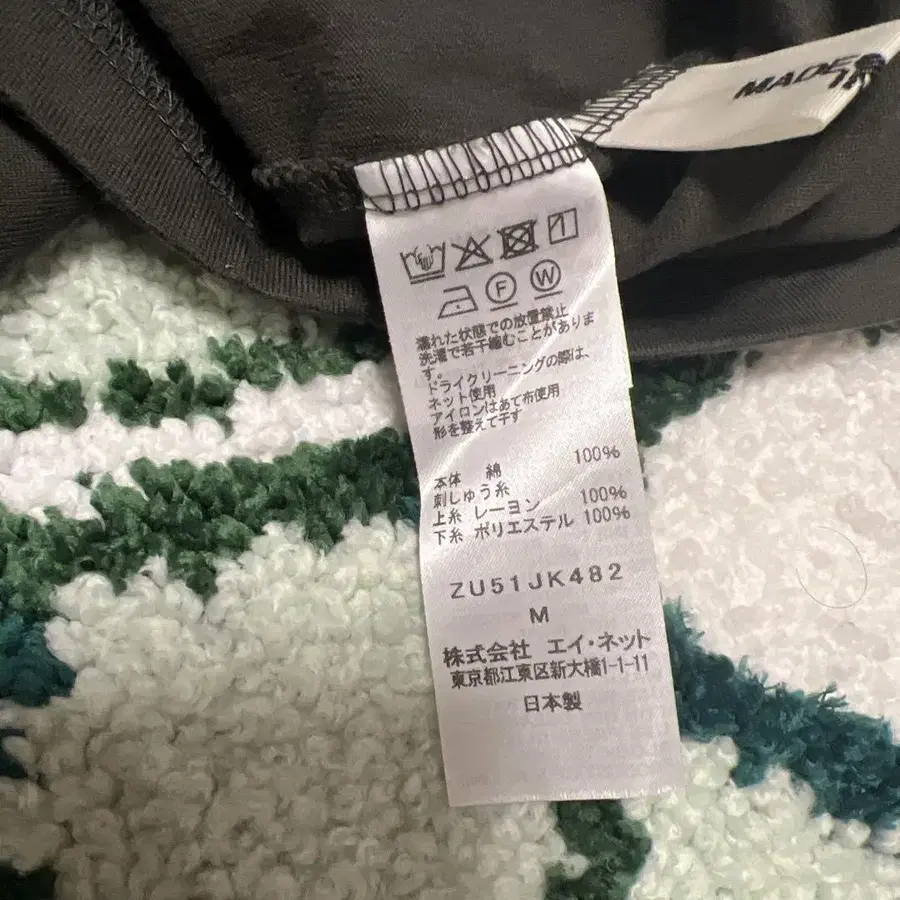 MADE
F W
濡れた状態での放置禁止
洗濯で若干縮むことがありま
す。
ドライクリーニングの際は、
ネット使用
アイロンはあて布使用
形を整えて干す
本体 綿 100%
刺しゅう糸
上糸 レーヨン 100%
下糸 ポリエステル 100%
ZU51JK482
M
株式会社 エイ・ネット
東京都江東区新大橋1-1-11
日本製